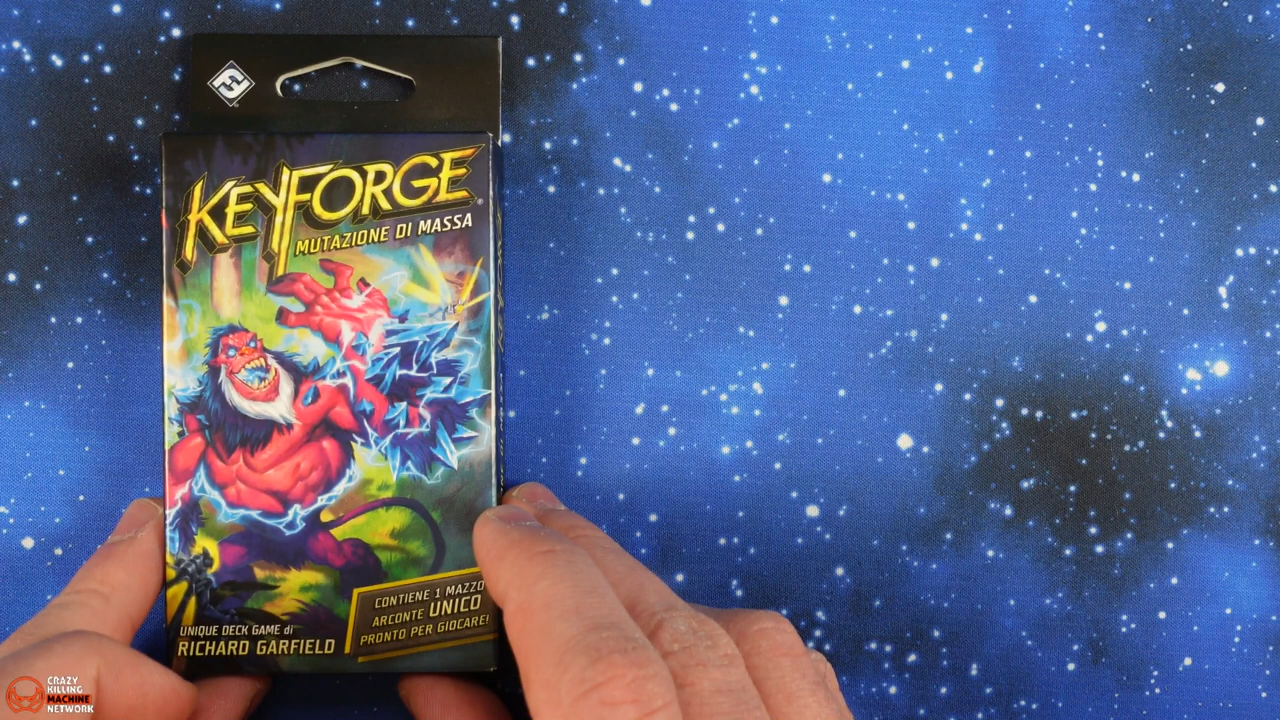 KEYFORGE
MUTAZIONE DI MASSA
CONTIENE 1 MAZZO
ARCONTE UNICO
PRONTO PER GIOCARE!
UNIQUE DECK GAME di
RICHARD GARFIELD
CRAZY
KILLING
MACHINE
NETWORK